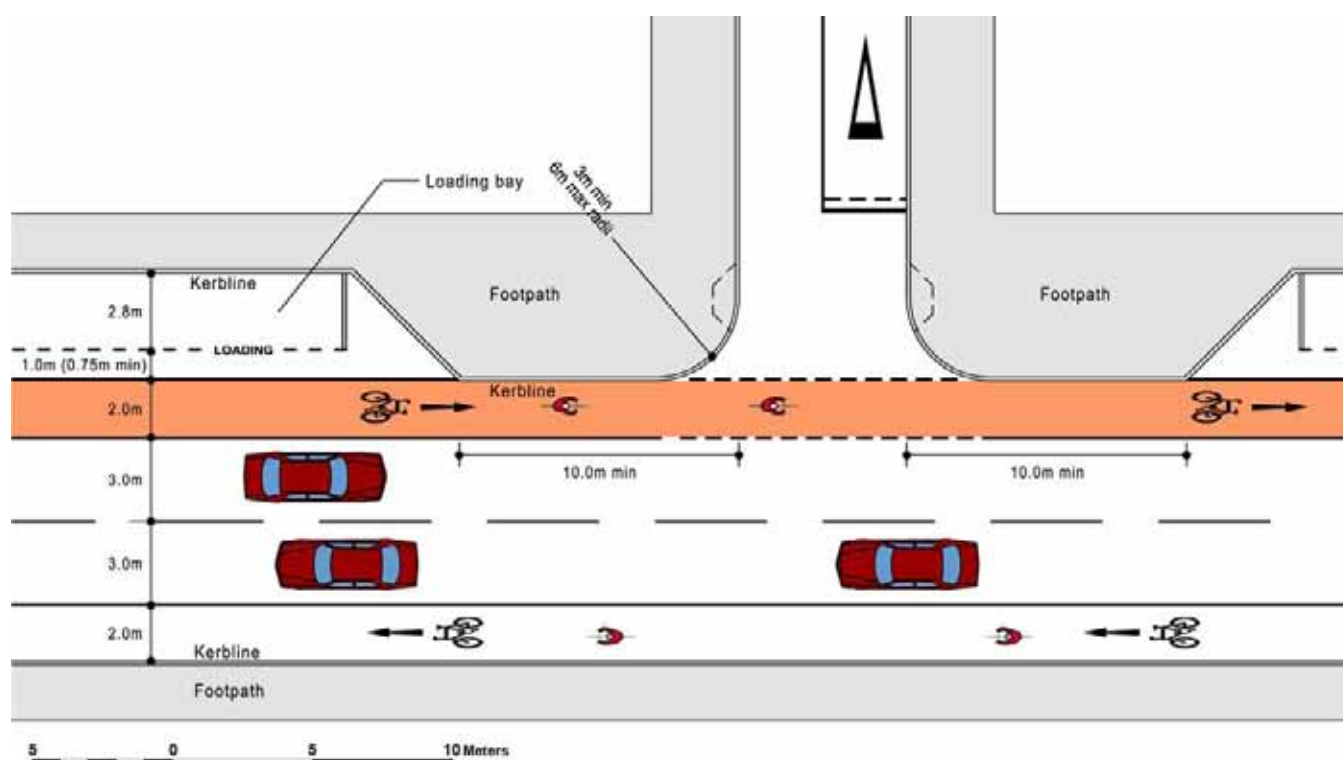 3m min
6m max radii
Loading bay
Kerbline
Footpath
Footpath
2.8m
LOADING
1.0m (0.75m min)
Kerbline
2.0m
10.0m min
10.0m min
3.0m
3.0m
2.0m
Kerbline
Footpath
5 0 5 10 Meters